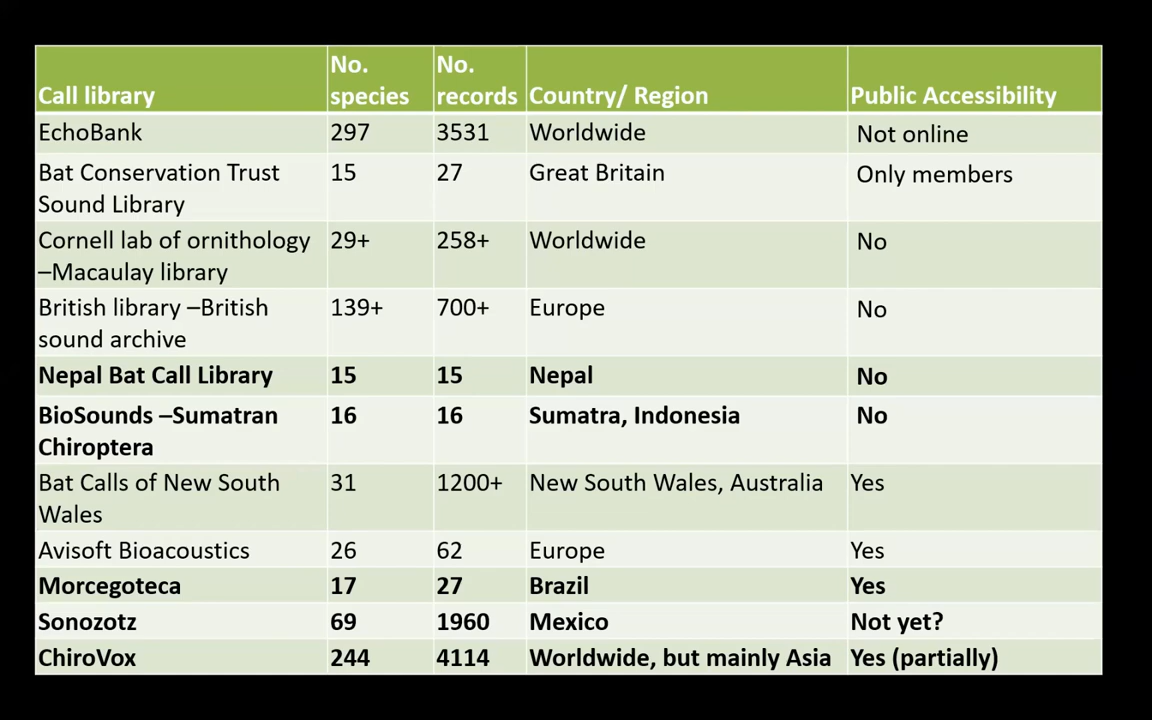 Call library No. species No. records Country/ Region Public Accessibility
EchoBank 297 3531 Worldwide Not online
Bat Conservation Trust Sound Library 15 27 Great Britain Only members
Cornell lab of ornithology –Macaulay library 29+ 258+ Worldwide No
British library –British sound archive 139+ 700+ Europe No
Nepal Bat Call Library 15 15 Nepal No
BioSounds –Sumatran Chiroptera 16 16 Sumatra, Indonesia No
Bat Calls of New South Wales 31 1200+ New South Wales, Australia Yes
Avisoft Bioacoustics 26 62 Europe Yes
Morcegoteca 17 27 Brazil Yes
Sonozotz 69 1960 Mexico Not yet?
ChiroVox 244 4114 Worldwide, but mainly Asia Yes (partially)